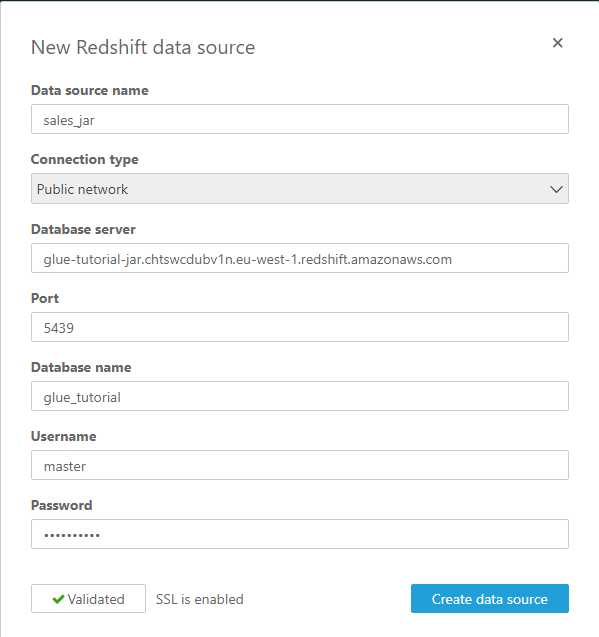 New Redshift data source
Data source name
sales_jar
Connection type
Public network
Database server
glue-tutorial-jar.chtswcdubv1n.eu-west-1.redshift.amazonaws.com
Port
5439
Database name
glue_tutorial
Username
master
Password
••••••••••
Validated SSL is enabled Create data source